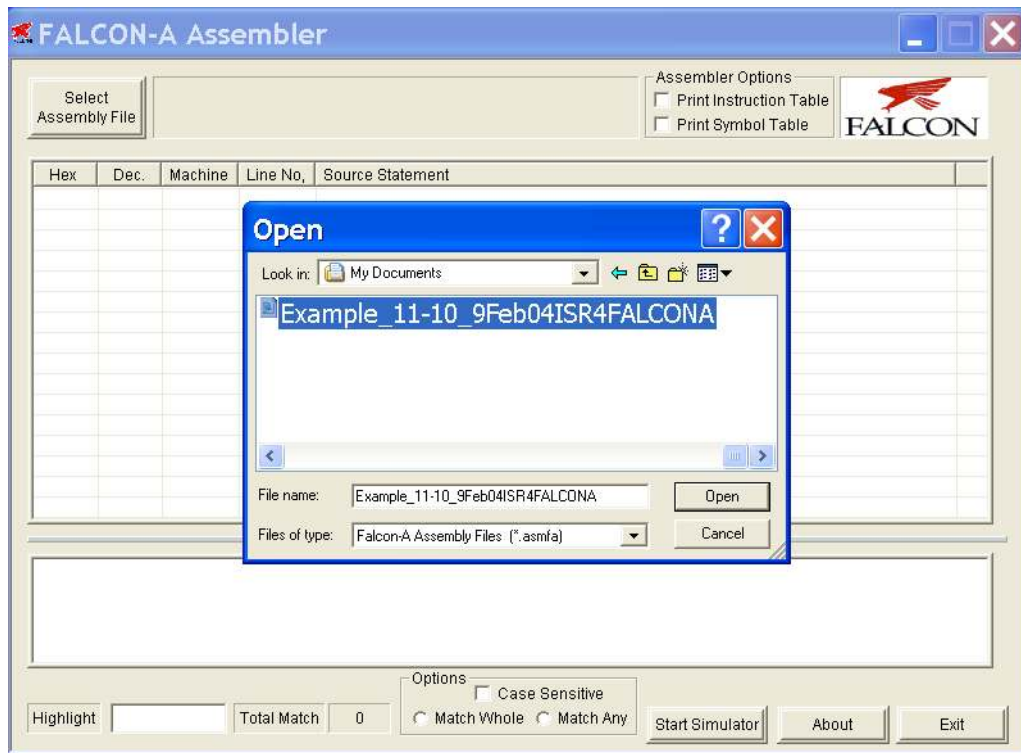 FALCON-A Assembler
Select
Assembly File
Assembler Options
Print Instruction Table
Print Symbol Table
FALCON
Hex Dec. Machine Line No, Source Statement
Open
Look in: My Documents
Example_11-10_9Feb04ISR4FALCONA
File name: Example_11-10_9Feb04ISR4FALCONA Open
Files of type: Falcon-A Assembly Files (*.asmfa) Cancel
Options
Case Sensitive
Highlight Total Match 0 Match Whole Match Any Start Simulator About Exit